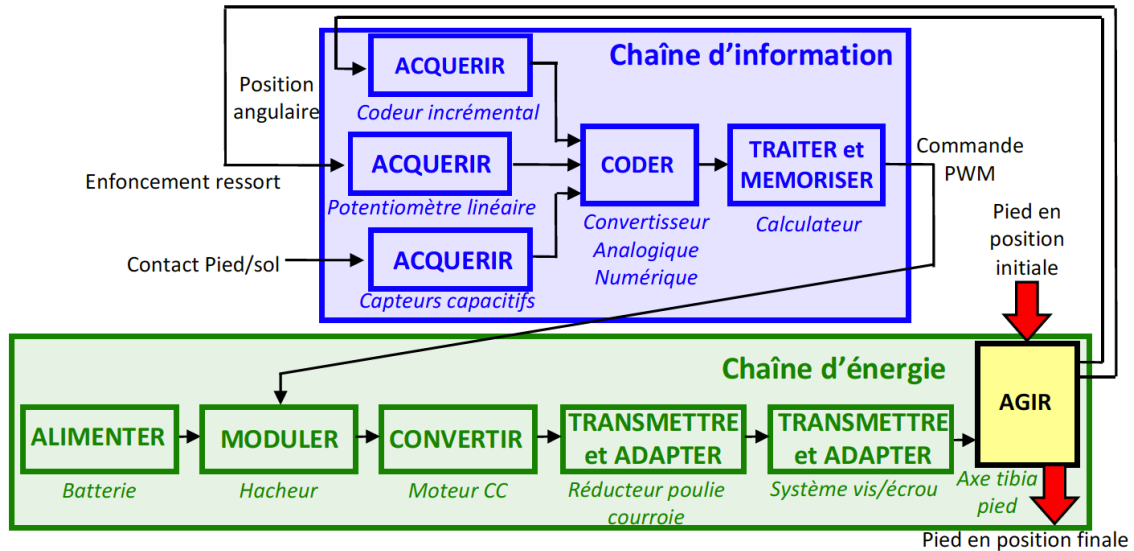 Chaîne d’information
ACQUERIR
Codeur incrémental
Position
angulaire
ACQUERIR
Potentiomètre linéaire
Enfoncement ressort
CODER
Convertisseur
Analogique
Numérique
TRAITER et
MEMORISER
Calculateur
Commande
PWM
Contact Pied/sol
ACQUERIR
Capteurs capacitifs
Pied en
position
initiale
Chaîne d’énergie
ALIMENTER
Batterie
MODULER
Hacheur
CONVERTIR
Moteur CC
TRANSMETTRE
et ADAPTER
Réducteur poulie
courroie
TRANSMETTRE
et ADAPTER
Système vis/écrou
AGIR
Axe tibia
pied
Pied en position finale